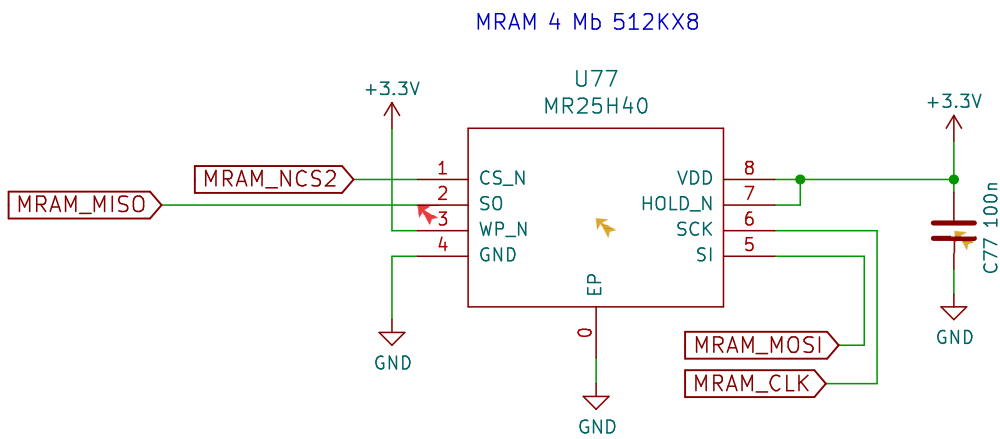 MRAM 4 Mb 512KX8
U77
MR25H40
+3.3V
+3.3V
MRAM_NCS2
MRAM_MISO
1
2
3
4
CS_N
SO
WP_N
GND
VDD
HOLD_N
SCK
SI
8
7
6
5
EP
0
C77 100n
GND
GND
GND
MRAM_MOSI
MRAM_CLK